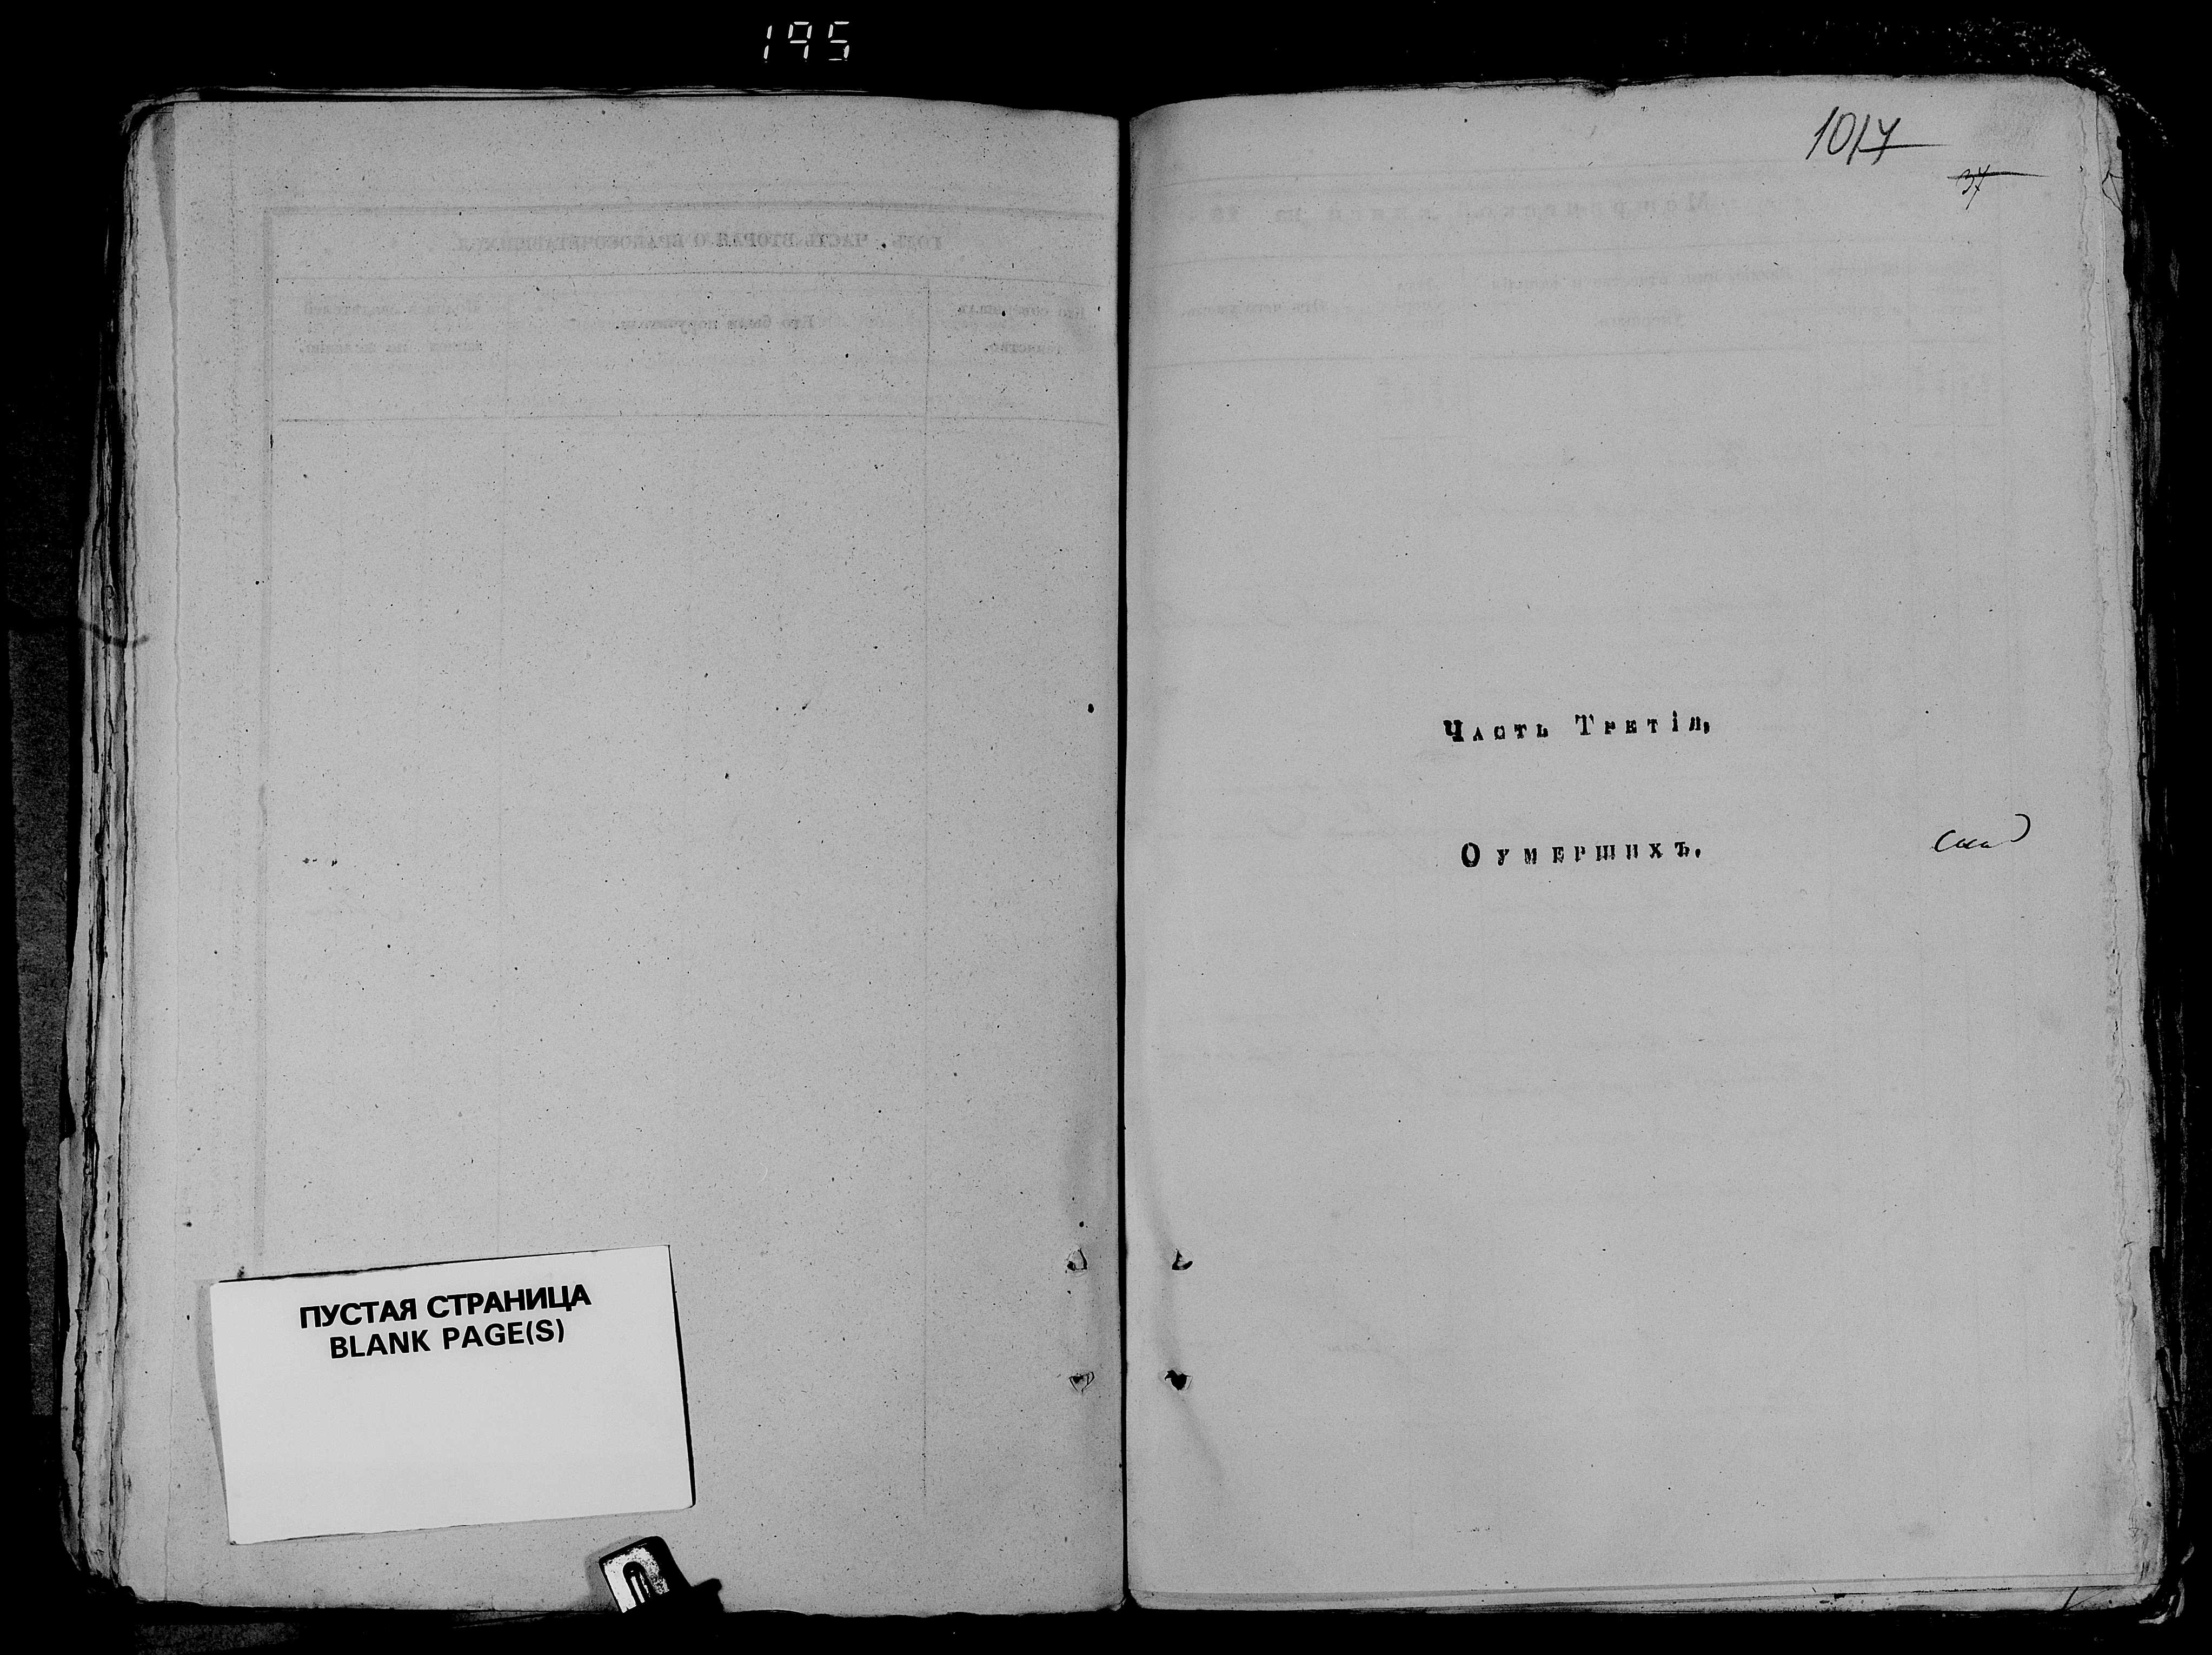 195
ПУСТАЯ СТРАНИЦА
BLANK PAGE(S)
1017
37
Часть Третія,
О умершихъ.